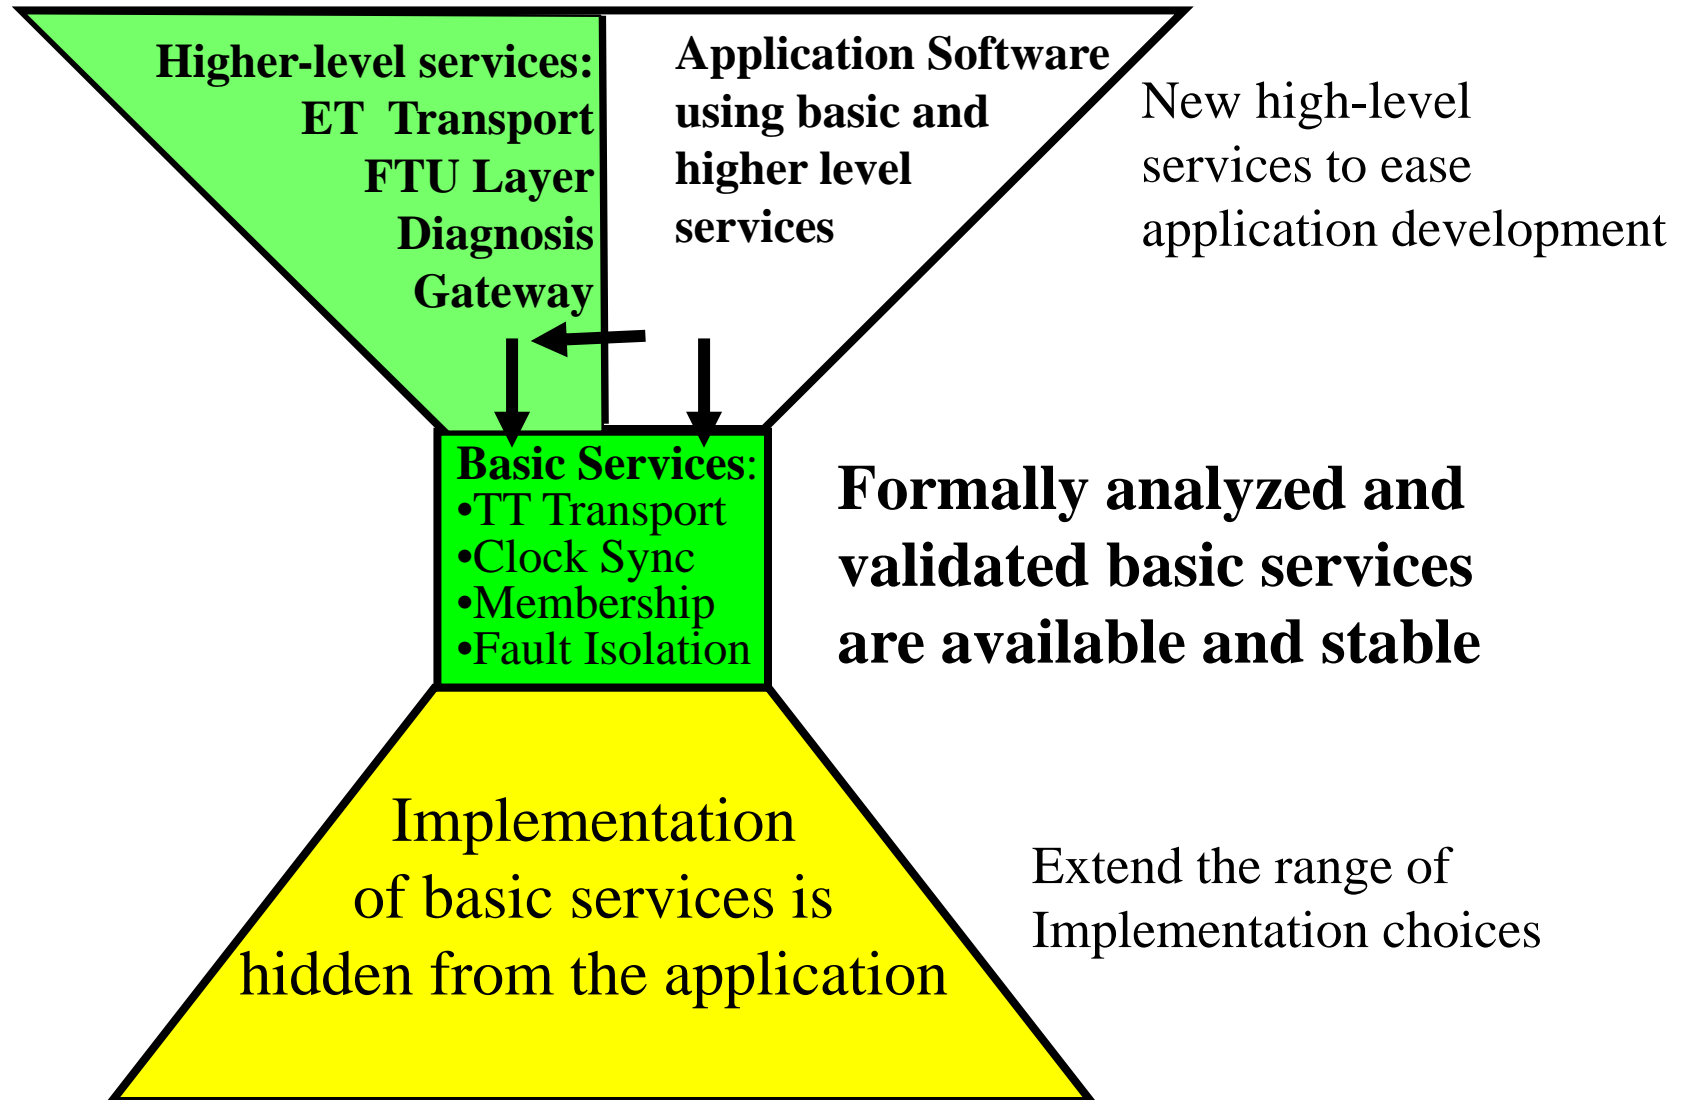 Higher-level services:
ET Transport
FTU Layer
Diagnosis
Gateway
Application Software
using basic and
higher level
services
New high-level
services to ease
application development
Basic Services:
•TT Transport
•Clock Sync
•Membership
•Fault Isolation
Formally analyzed and
validated basic services
are available and stable
Implementation
of basic services is
hidden from the application
Extend the range of
Implementation choices